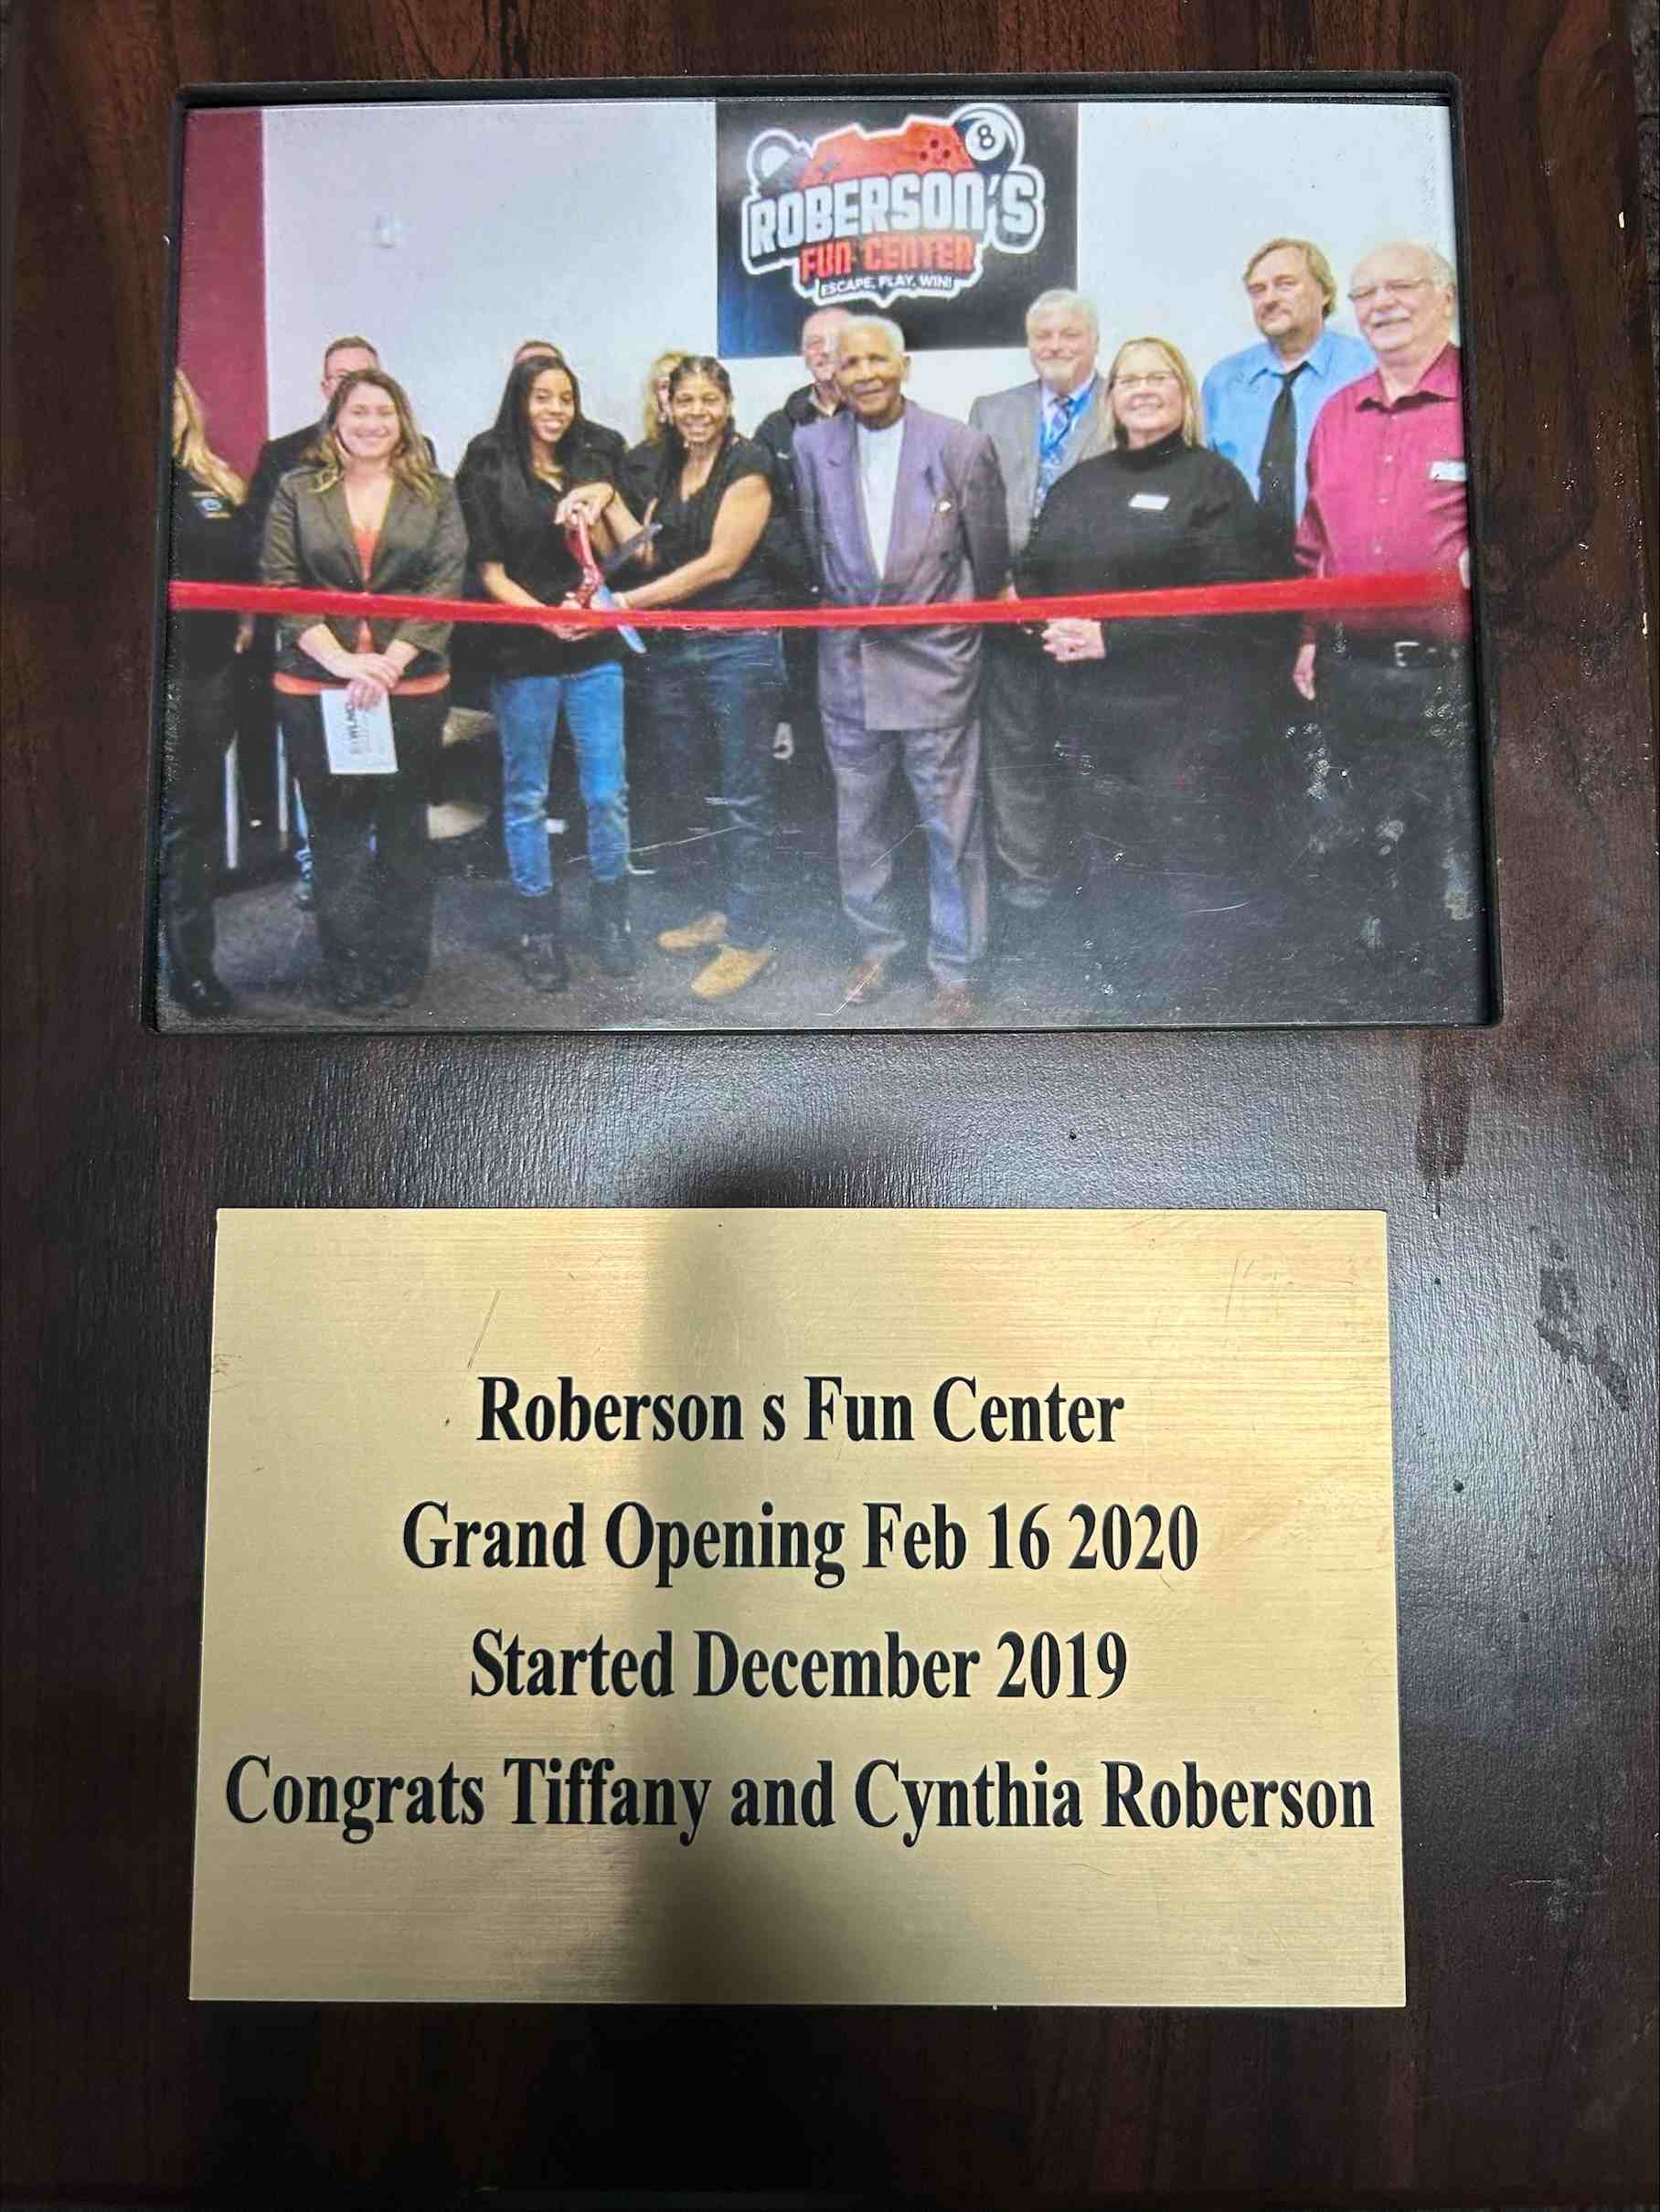 8
ROBERSON'S
FUN CENTER
ESCAPE, PLAY, WIN!
Roberson s Fun Center
Grand Opening Feb 16 2020
Started December 2019
Congrats Tiffany and Cynthia Roberson